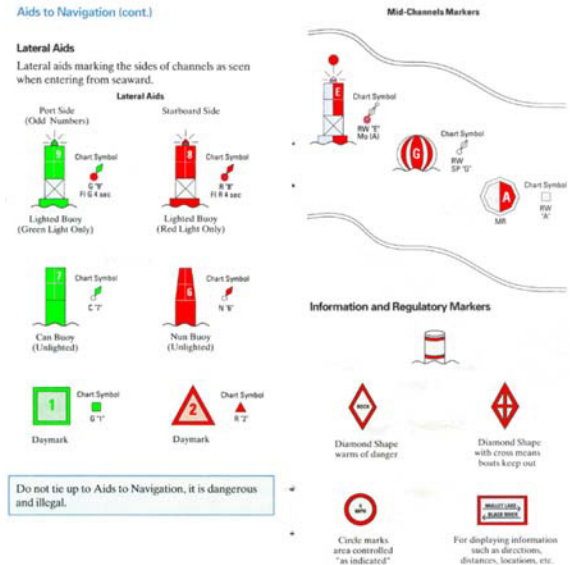 Aids to Navigation (cont.)
Lateral Aids
Lateral aids marking the sides of channels as seen
when entering from seaward.
Lateral Aids
Port Side
(Odd Numbers)
Starboard Side
9
Chart Symbol
G "9"
Fl G 4 sec
8
Chart Symbol
R "8"
Fl R 4 sec
Lighted Buoy
(Green Light Only)
Lighted Buoy
(Red Light Only)
7
Chart Symbol
C "7"
6
Chart Symbol
N "6"
Can Buoy
(Unlighted)
Nun Buoy
(Unlighted)
1
Chart Symbol
G "1"
2
Chart Symbol
R "2"
Daymark
Daymark
Do not tie up to Aids to Navigation, it is dangerous
and illegal.
Mid-Channels Markers
E
Chart Symbol
RW "E"
Mo (A)
G
Chart Symbol
RW
SP "G"
A
MR
Chart Symbol
RW
"A"
Information and Regulatory Markers
ROCK
Diamond Shape
warns of danger
Diamond Shape
with cross means
boats keep out
MPH
MULLET LAKE
BLACK RIVER
Circle marks
area controlled
"as indicated"
For displaying information
such as directions,
distances, locations, etc.